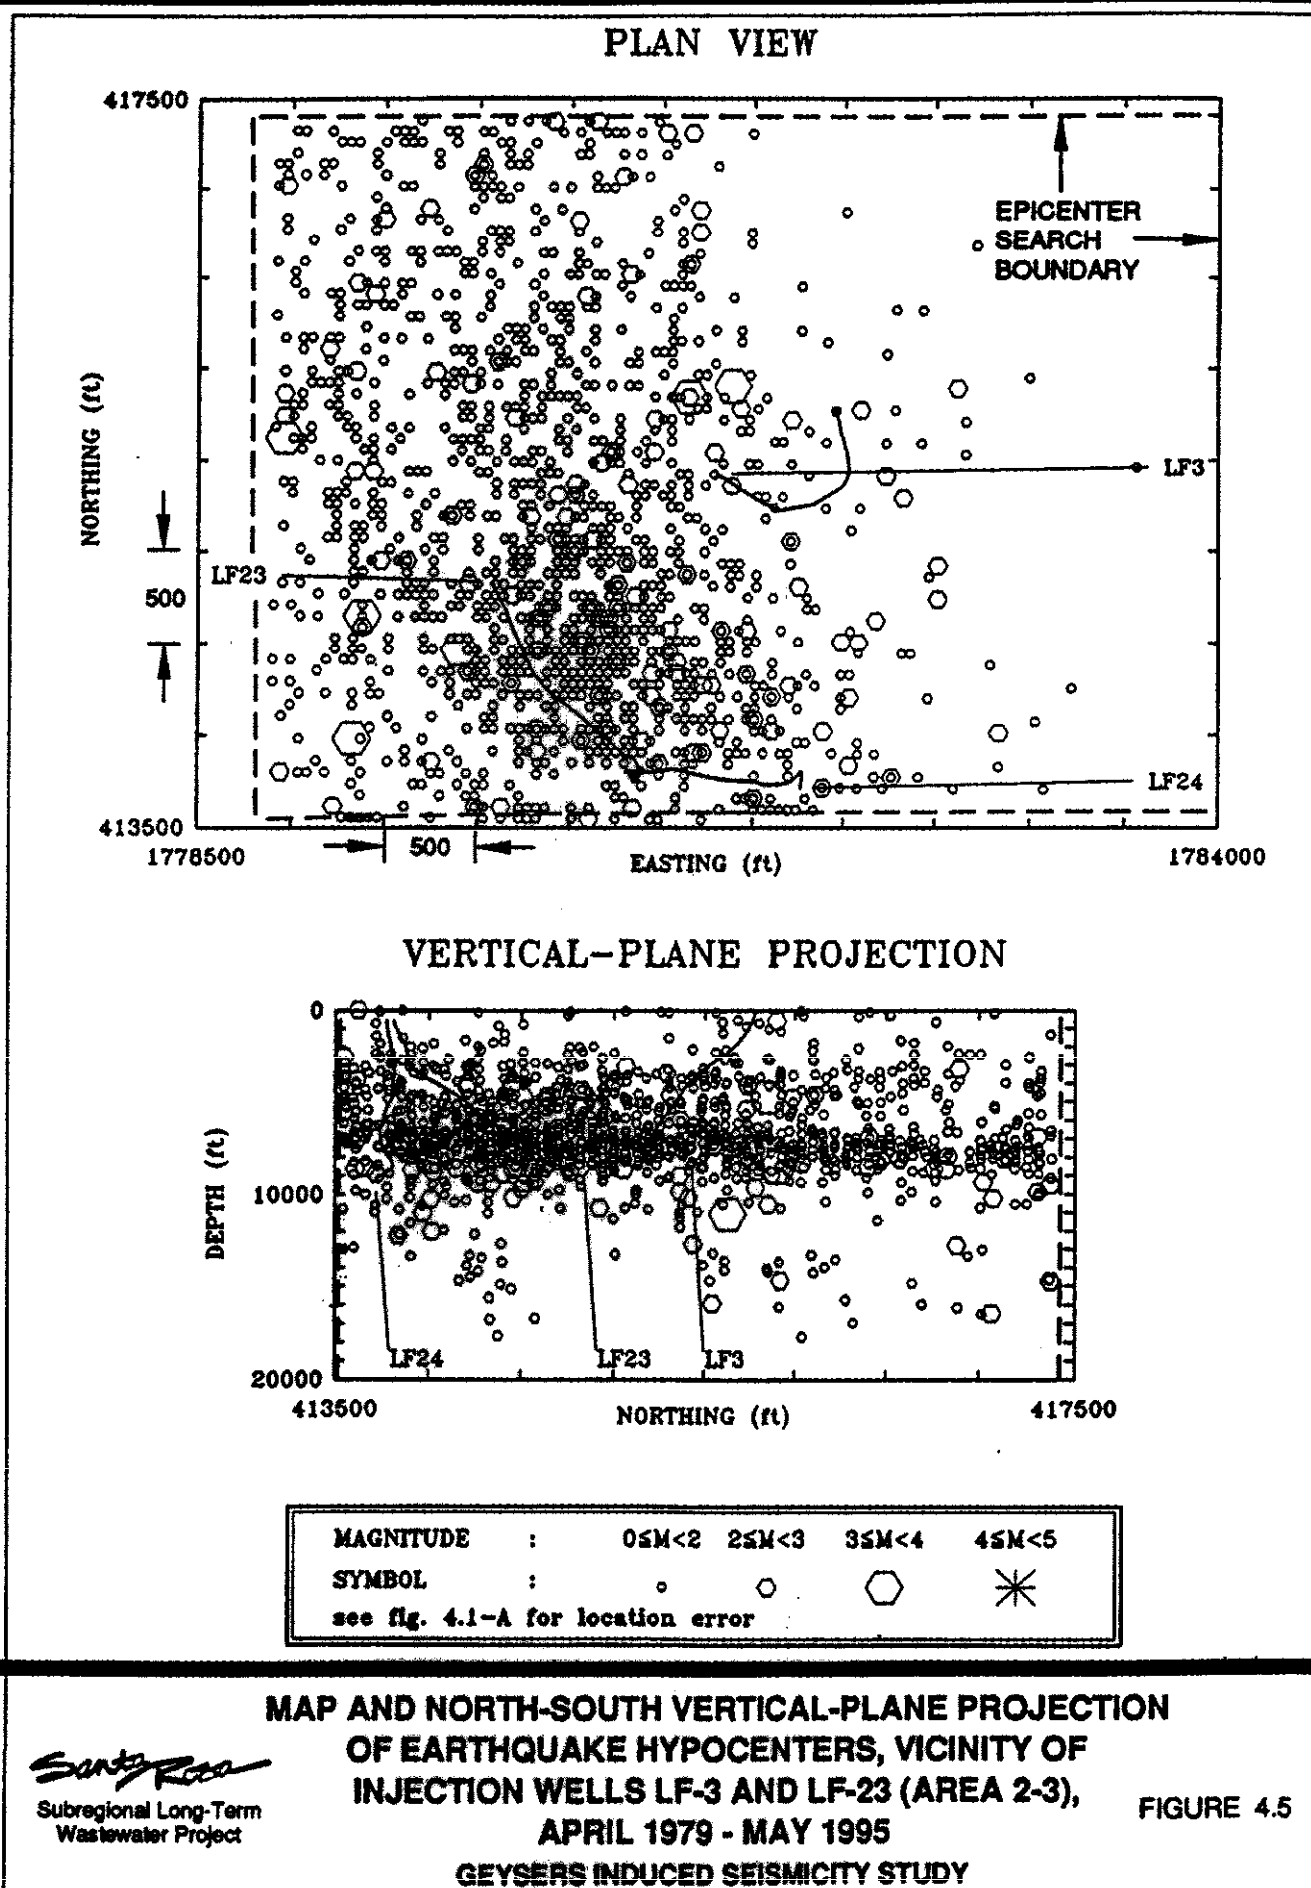 PLAN VIEW
417500
EPICENTER
SEARCH
BOUNDARY
NORTHING (ft)
LF3
LF23
500
LF24
413500
1778500
500
EASTING (ft)
1784000
VERTICAL-PLANE PROJECTION
0
DEPTH (ft)
10000
LF24
LF23
LF3
20000
413500
NORTHING (ft)
417500
MAGNITUDE : 0≤M<2 2≤M<3 3≤M<4 4≤M<5
SYMBOL :
see fig. 4.1-A for location error
MAP AND NORTH-SOUTH VERTICAL-PLANE PROJECTION
OF EARTHQUAKE HYPOCENTERS, VICINITY OF
INJECTION WELLS LF-3 AND LF-23 (AREA 2-3),
APRIL 1979 - MAY 1995
GEYSERS INDUCED SEISMICITY STUDY
Santa Rosa
Subregional Long-Term
Wastewater Project
FIGURE 4.5